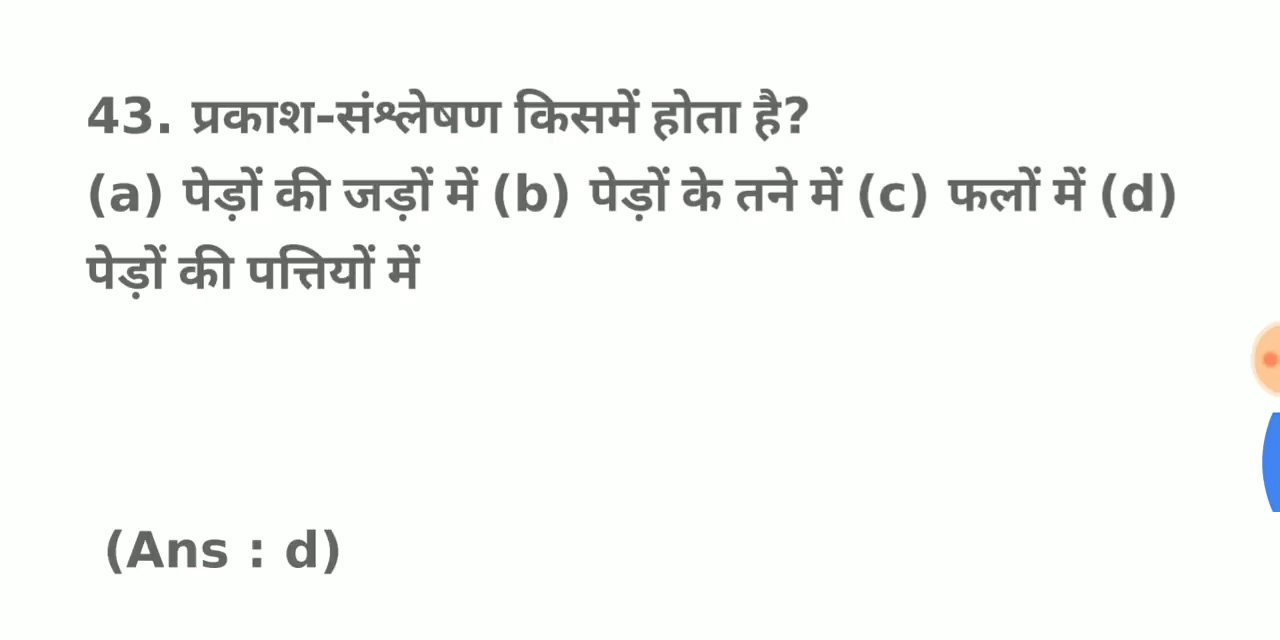 43. प्रकाश-संश्लेषण किसमें होता है?
(a) पेड़ों की जड़ों में (b) पेड़ों के तने में (c) फलों में (d)
पेड़ों की पत्तियों में
(Ans : d)